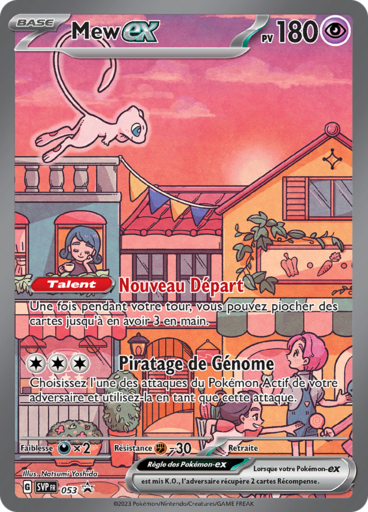 BASE
Mew ex
PV 180
Talent Nouveau Départ
Une fois pendant votre tour, vous pouvez piocher des
cartes jusqu'à en avoir 3 en main.
Piratage de Génome
Choisissez l'une des attaques du Pokémon Actif de votre
adversaire et utilisez-la en tant que cette attaque.
Faiblesse ×2 Résistance -30 Retraite
Illus. Natsumi Yoshida
Règle des Pokémon-ex
Lorsque votre Pokémon-ex
est mis K.O., l'adversaire récupère 2 cartes Récompense.
G SVP FR 053
©2023 Pokémon/Nintendo/Creatures/GAME FREAK